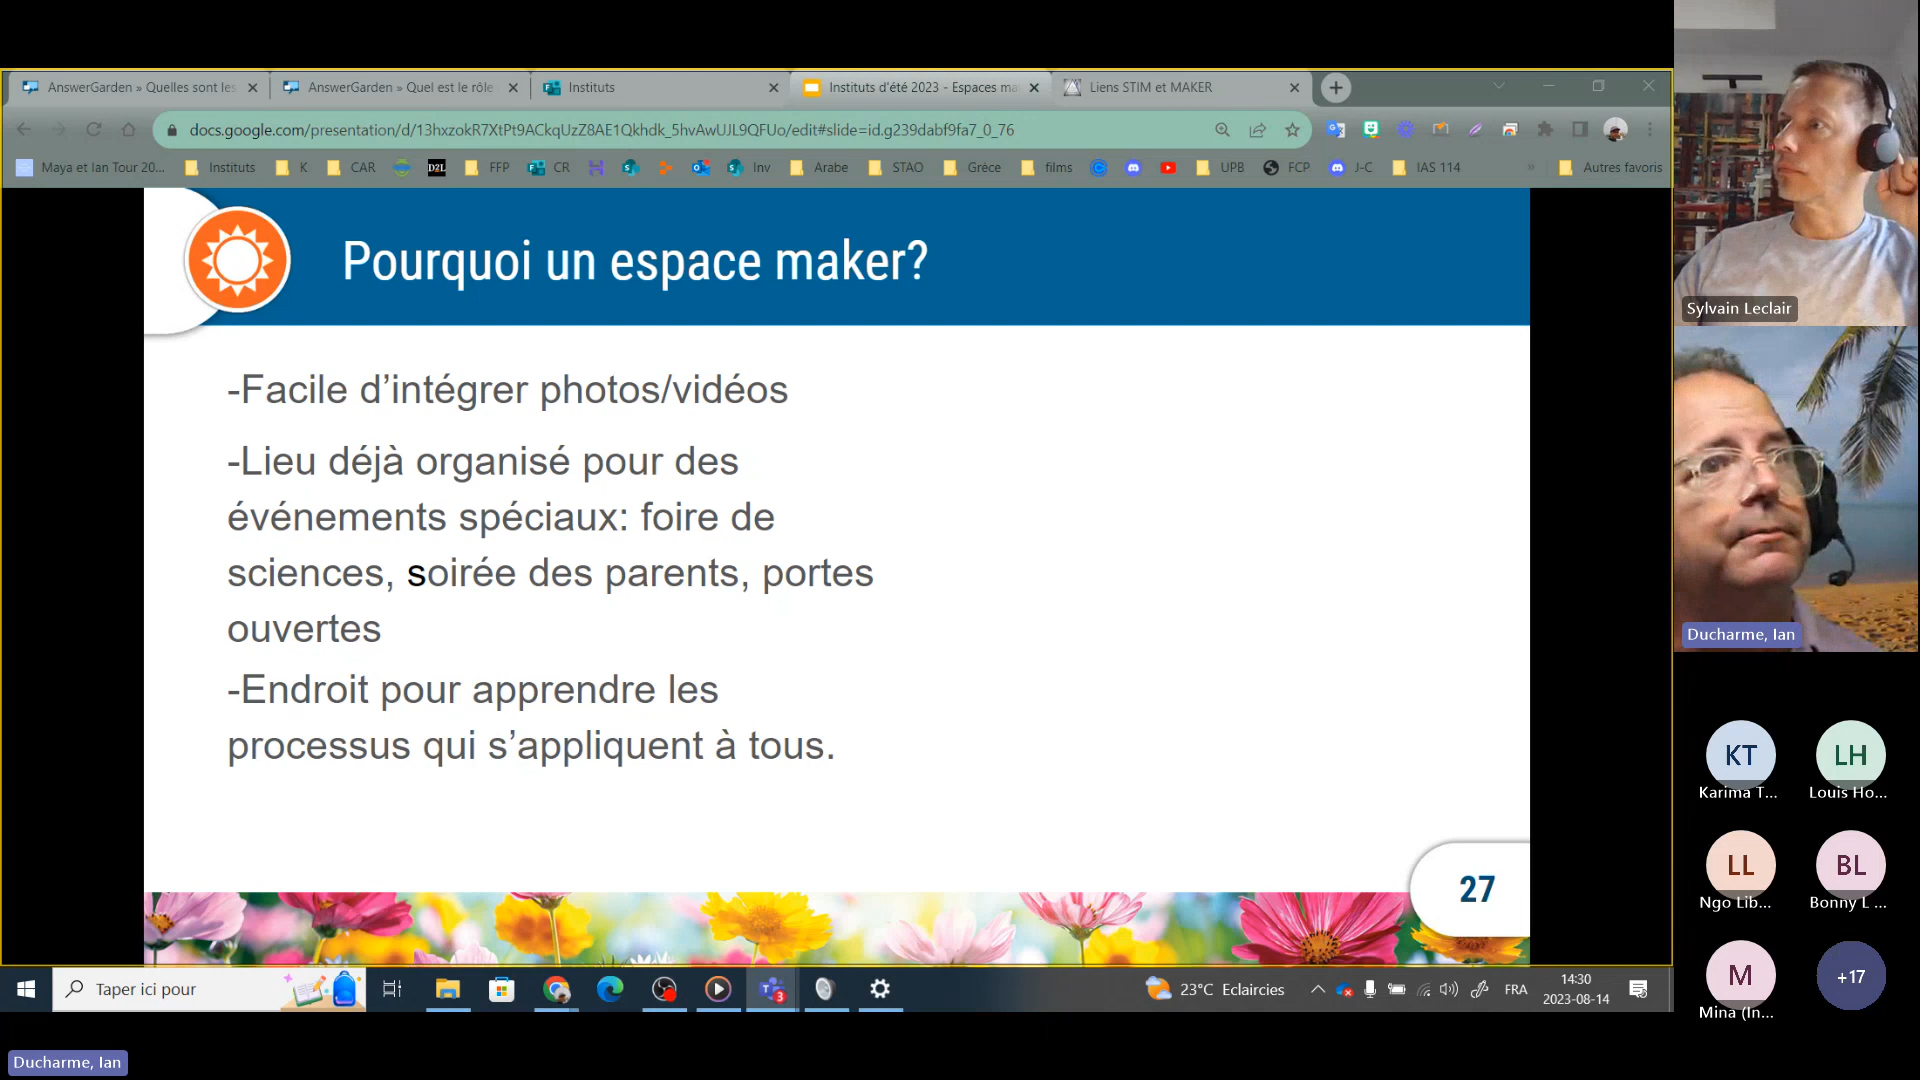 AnswerGarden » Quelles sont les
AnswerGarden » Quel est le rôle
Instituts
Instituts d'été 2023 - Espaces ma
Liens STIM et MAKER
docs.google.com/presentation/d/13hxzokR7XtPt9ACkqUzZ8AE1Qkhdk_5hvAwUJL9QFUo/edit#slide=id.g239dabf9fa7_0_76
Maya et Ian Tour 20...
Instituts
K
CAR
D2L
FFP
CR
Inv
Arabe
STAO
Grèce
films
UPB
FCP
J-C
IAS 114
»
Autres favoris
Pourquoi un espace maker?
-Facile d'intégrer photos/vidéos
-Lieu déjà organisé pour des
événements spéciaux: foire de
sciences, soirée des parents, portes
ouvertes
-Endroit pour apprendre les
processus qui s'appliquent à tous.
27
Sylvain Leclair
Ducharme, Ian
KT
Karima T...
LH
Louis Ho...
LL
Ngo Lib...
BL
Bonny L ...
M
Mina (In...
+17
Taper ici pour
3
23°C Eclaircies
FRA
14:30
2023-08-14
Ducharme, Ian